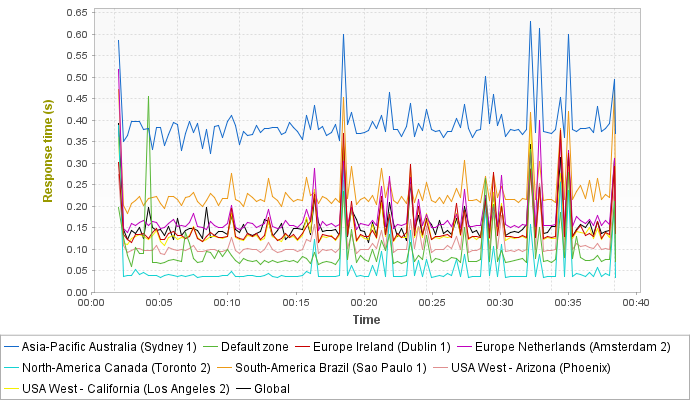 Response time (s)
0.65
0.60
0.55
0.50
0.45
0.40
0.35
0.30
0.25
0.20
0.15
0.10
0.05
0.00
00:00 00:05 00:10 00:15 00:20 00:25 00:30 00:35 00:40
Time
Asia-Pacific Australia (Sydney 1) Default zone Europe Ireland (Dublin 1) Europe Netherlands (Amsterdam 2)
North-America Canada (Toronto 2) South-America Brazil (Sao Paulo 1) USA West - Arizona (Phoenix)
USA West - California (Los Angeles 2) Global